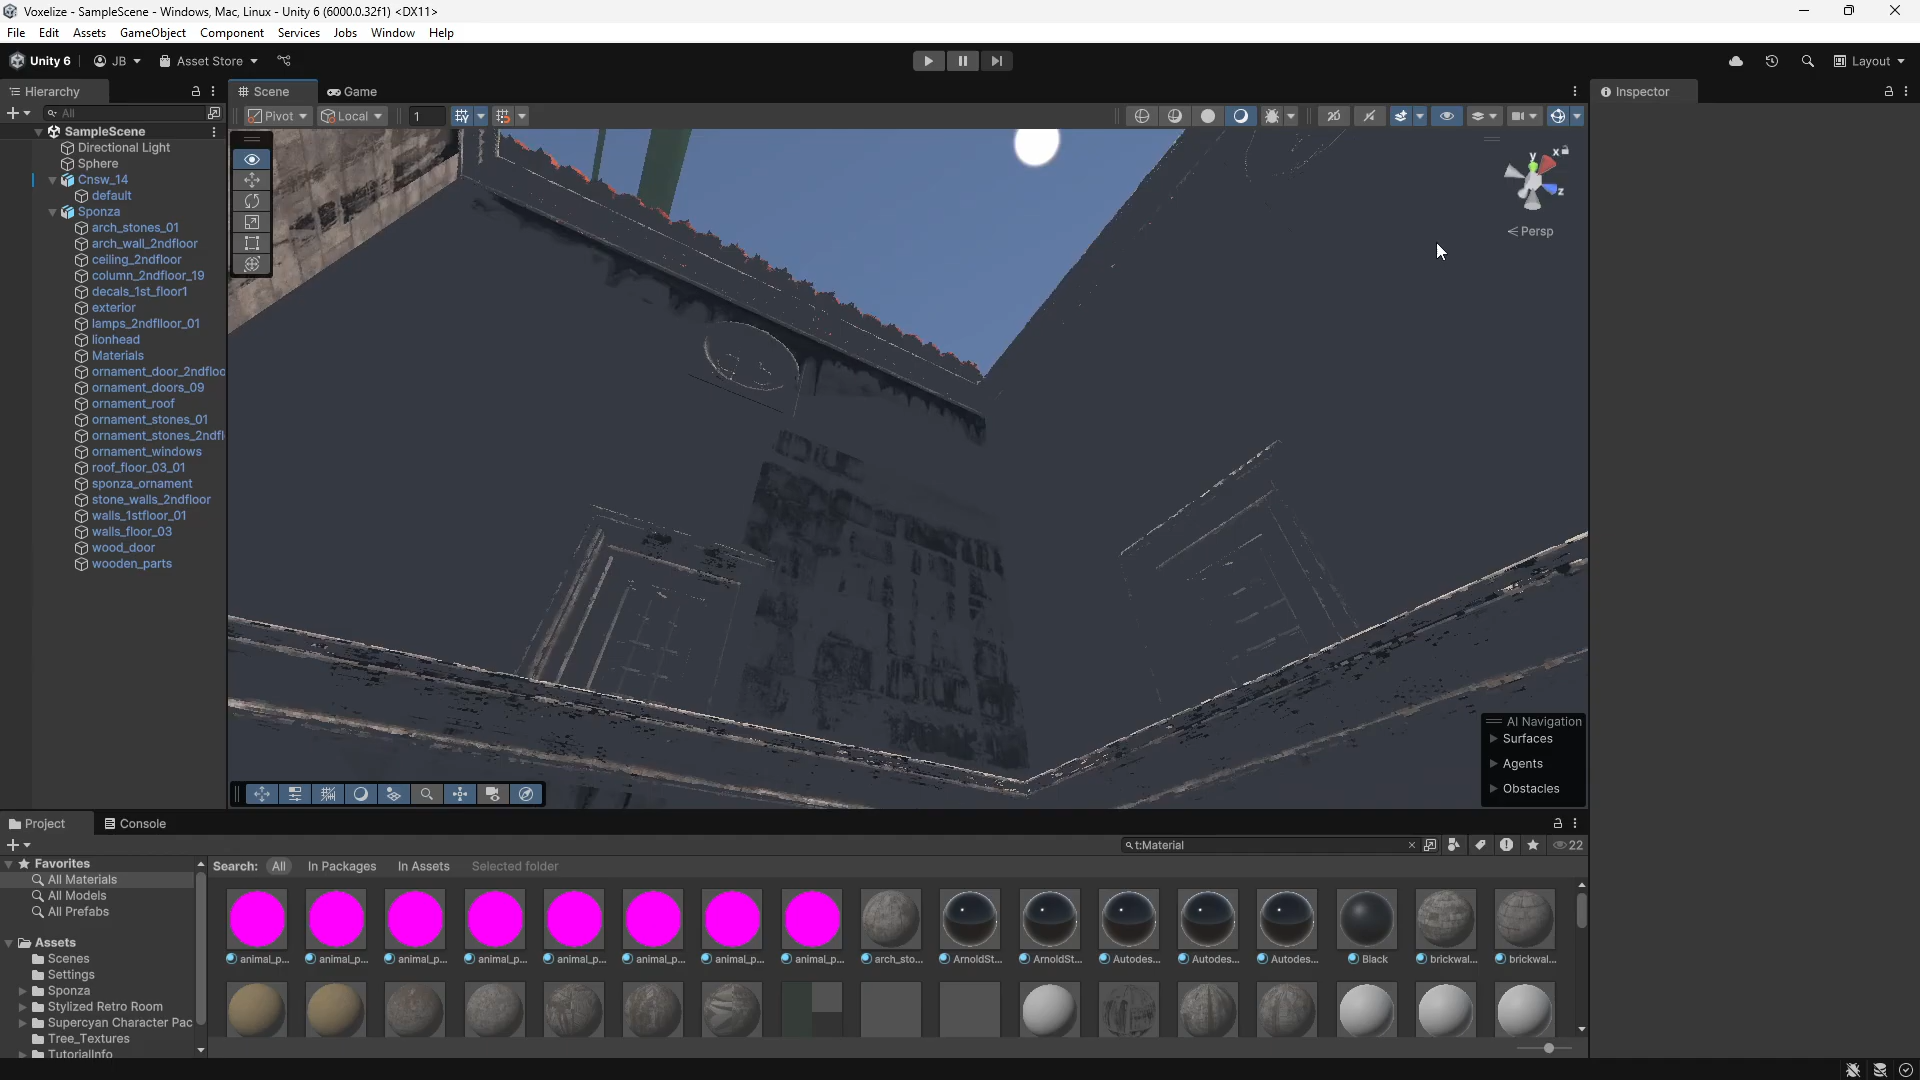 Voxelize - SampleScene - Windows, Mac, Linux - Unity 6 (6000.0.32f1) <DX11>
File Edit Assets GameObject Component Services Jobs Window Help
Unity 6 JB Asset Store Layout
Hierarchy
All
SampleScene
Directional Light
Sphere
Cnsw_14
default
Sponza
arch_stones_01
arch_wall_2ndfloor
ceiling_2ndfloor
column_2ndfloor_19
decals_1st_floor1
exterior
lamps_2ndflloor_01
lionhead
Materials
ornament_door_2ndfloo
ornament_doors_09
ornament_roof
ornament_stones_01
ornament_stones_2ndfl
ornament_windows
roof_floor_03_01
sponza_ornament
stone_walls_2ndfloor
walls_1stfloor_01
walls_floor_03
wood_door
wooden_parts
Scene Game
Pivot Local 1 2D
y x z
Persp
AI Navigation
Surfaces
Agents
Obstacles
Inspector
Project Console
t:Material 22
Favorites
All Materials
All Models
All Prefabs
Assets
Scenes
Settings
Sponza
Stylized Retro Room
Supercyan Character Pac
Tree_Textures
TutorialInfo
Search: All In Packages In Assets Selected folder
animal_p... animal_p... animal_p... animal_p... animal_p... animal_p... animal_p... animal_p... arch_sto... ArnoldSt... ArnoldSt... Autodes... Autodes... Autodes... Black brickwal... brickwal...